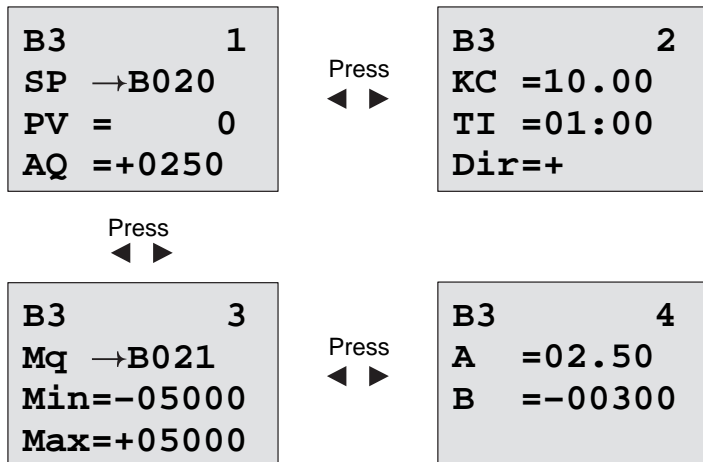 B3 1
SP →B020
PV = 0
AQ =+0250
Press
◀ ▶
B3 2
KC =10.00
TI =01:00
Dir=+
Press
◀ ▶
B3 3
Mq →B021
Min=–05000
Max=+05000
Press
◀ ▶
B3 4
A =02.50
B =–00300